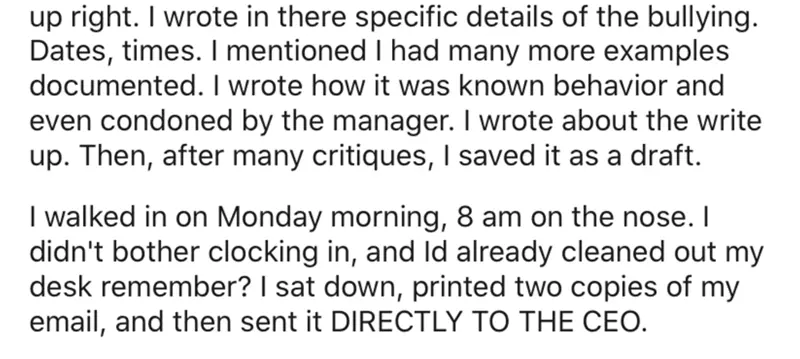 up right. I wrote in there specific details of the bullying.
Dates, times. I mentioned I had many more examples
documented. I wrote how it was known behavior and
even condoned by the manager. I wrote about the write
up. Then, after many critiques, I saved it as a draft.
I walked in on Monday morning, 8 am on the nose. I
didn't bother clocking in, and Id already cleaned out my
desk remember? I sat down, printed two copies of my
email, and then sent it DIRECTLY TO THE CEO.